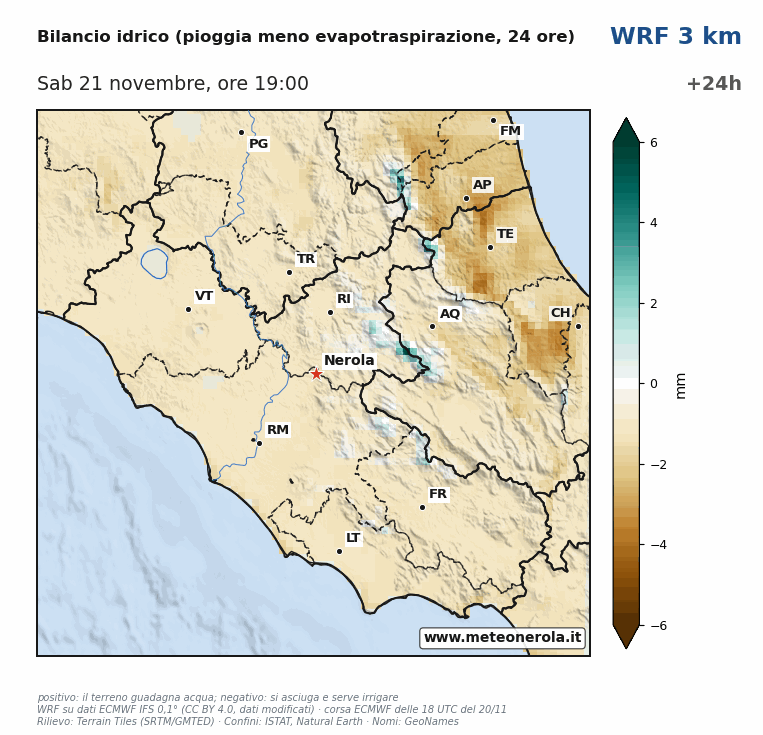 Bilancio idrico (pioggia meno evapotraspirazione, 24 ore)
WRF 3 km
Sab 21 novembre, ore 19:00
+24h
FM
PG
AP
TE
TR
VT
RI
AQ
CH
Nerola
RM
FR
LT
www.meteonerola.it
6
4
2
0
−2
−4
−6
mm
positivo: il terreno guadagna acqua; negativo: si asciuga e serve irrigare
WRF su dati ECMWF IFS 0,1° (CC BY 4.0, dati modificati) · corsa ECMWF delle 18 UTC del 20/11
Rilievo: Terrain Tiles (SRTM/GMTED) · Confini: ISTAT, Natural Earth · Nomi: GeoNames